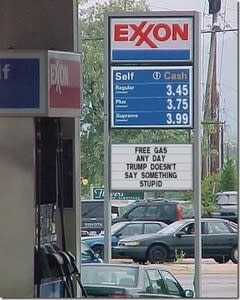 EXXON
Self Cash
Regular 3.45
Plus 3.75
Supreme 3.99
FREE GAS
ANY DAY
TRUMP DOESN'T
SAY SOMETHING
STUPID
EXXON